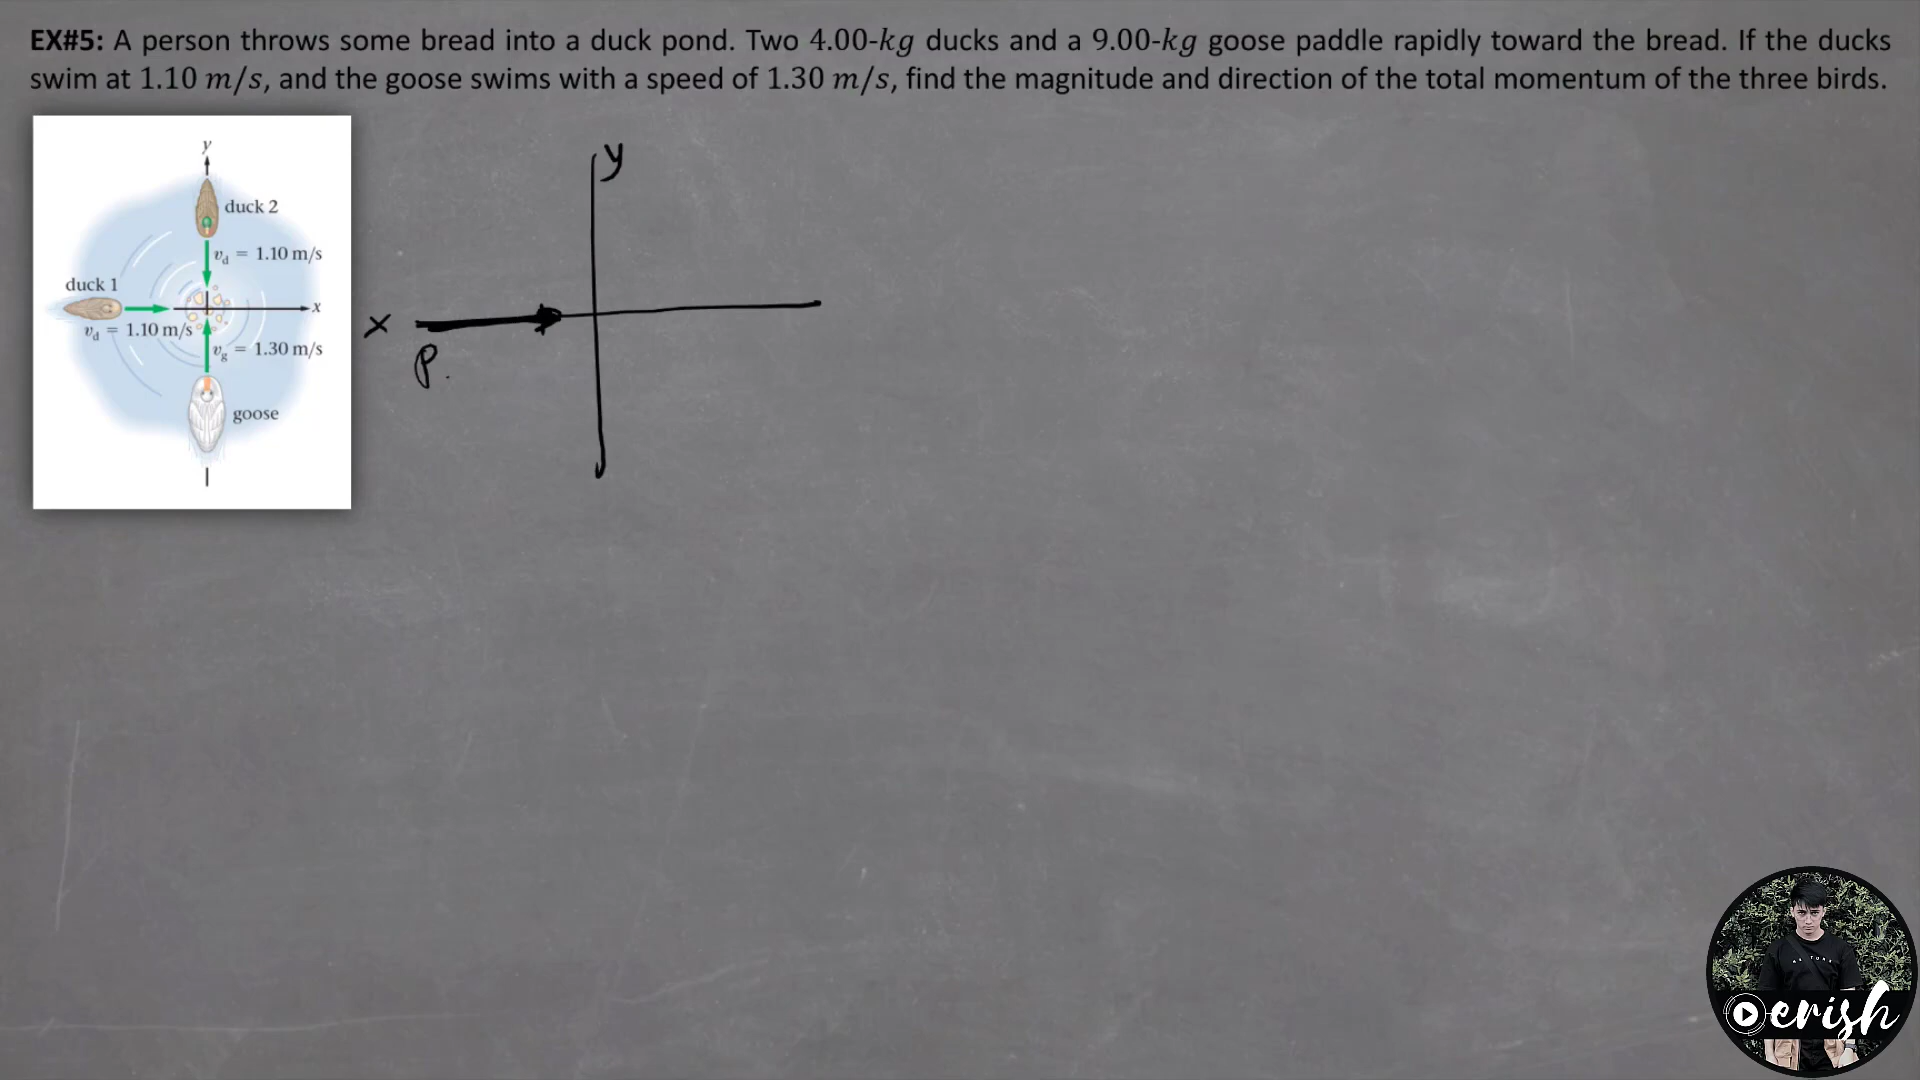 EX#5: A person throws some bread into a duck pond. Two 4.00-kg ducks and a 9.00-kg goose paddle rapidly toward the bread. If the ducks
swim at 1.10 m/s, and the goose swims with a speed of 1.30 m/s, find the magnitude and direction of the total momentum of the three birds.
y
duck 2
v_d = 1.10 m/s
duck 1
x
v_d = 1.10 m/s
v_g = 1.30 m/s
goose
y
x
P.
erish